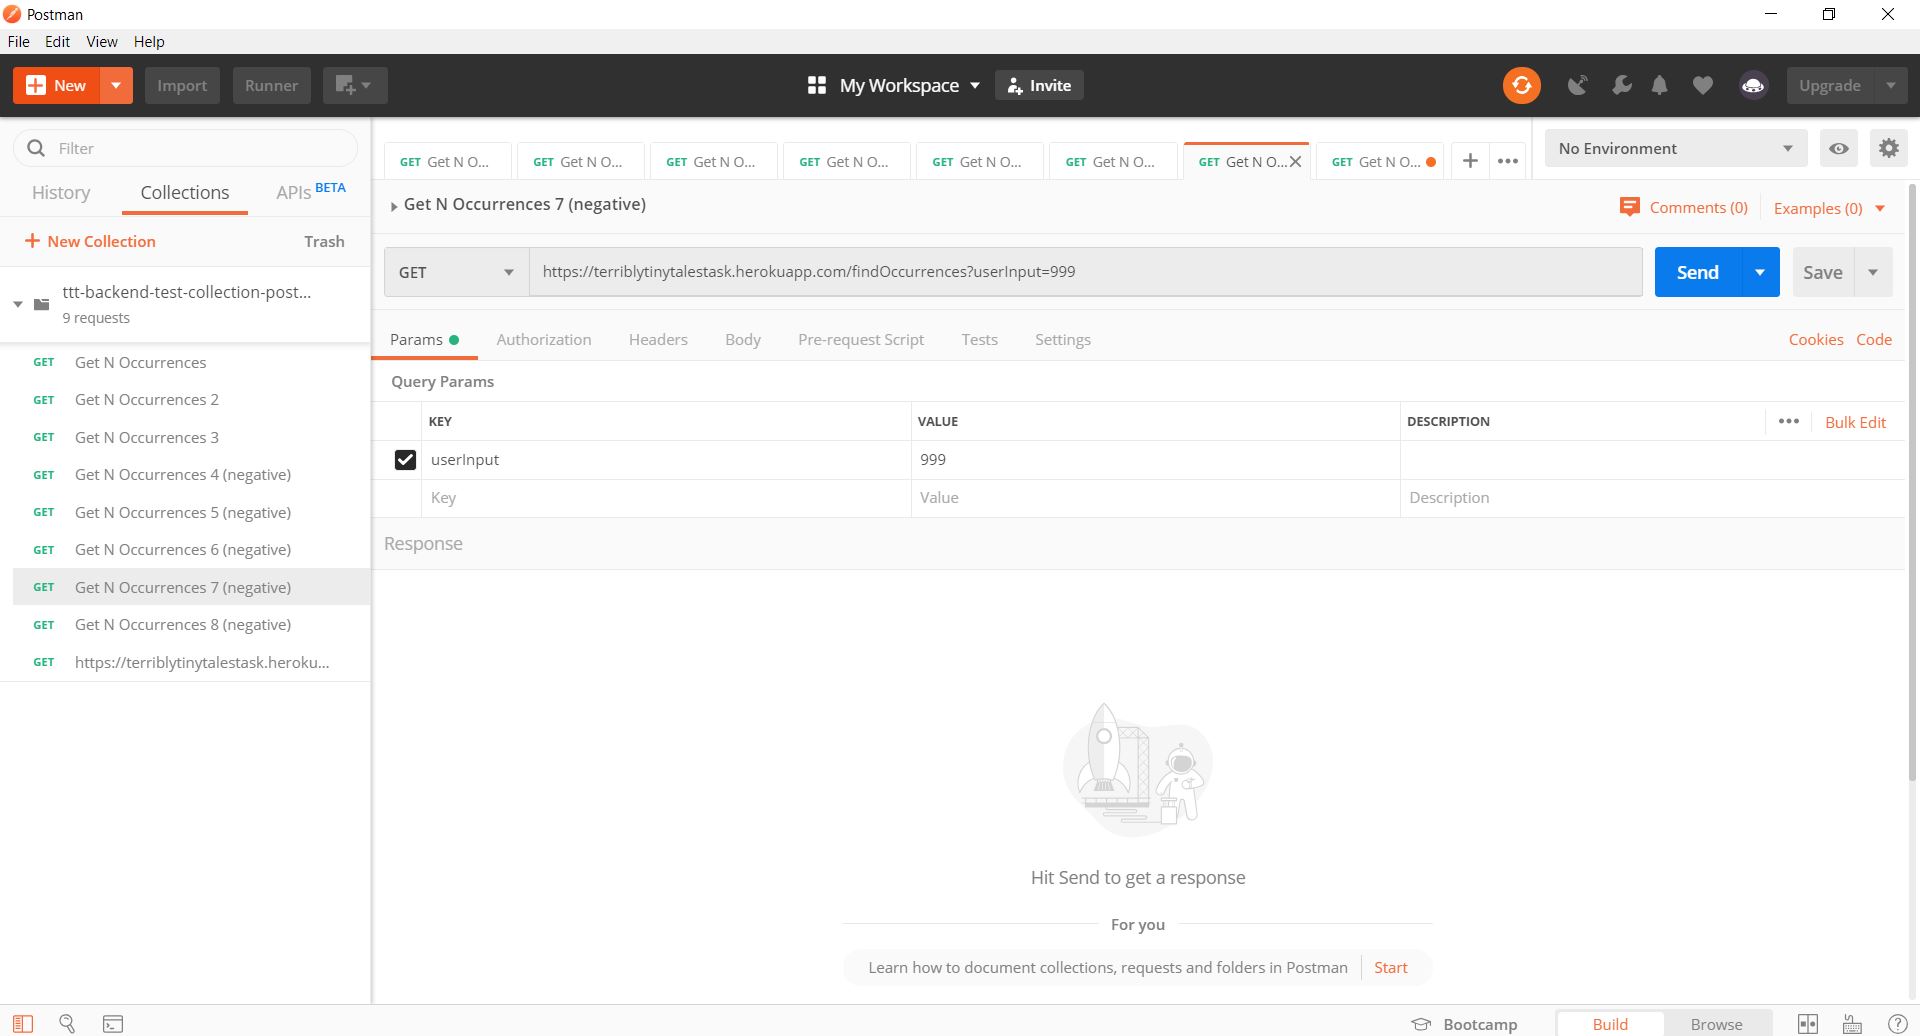 Postman
File Edit View Help
New Import Runner My Workspace Invite Upgrade
Filter
History Collections APIs BETA
New Collection Trash
ttt-backend-test-collection-post...
9 requests
GET Get N Occurrences
GET Get N Occurrences 2
GET Get N Occurrences 3
GET Get N Occurrences 4 (negative)
GET Get N Occurrences 5 (negative)
GET Get N Occurrences 6 (negative)
GET Get N Occurrences 7 (negative)
GET Get N Occurrences 8 (negative)
GET https://terriblytinytalestask.heroku...
GET Get N O... GET Get N O... GET Get N O... GET Get N O... GET Get N O... GET Get N O... GET Get N O... GET Get N O... No Environment
Get N Occurrences 7 (negative) Comments (0) Examples (0)
GET https://terriblytinytalestask.herokuapp.com/findOccurrences?userInput=999 Send Save
Params Authorization Headers Body Pre-request Script Tests Settings Cookies Code
Query Params
KEY VALUE DESCRIPTION Bulk Edit
userInput 999
Key Value Description
Response
Hit Send to get a response
For you
Learn how to document collections, requests and folders in Postman Start
Bootcamp Build Browse